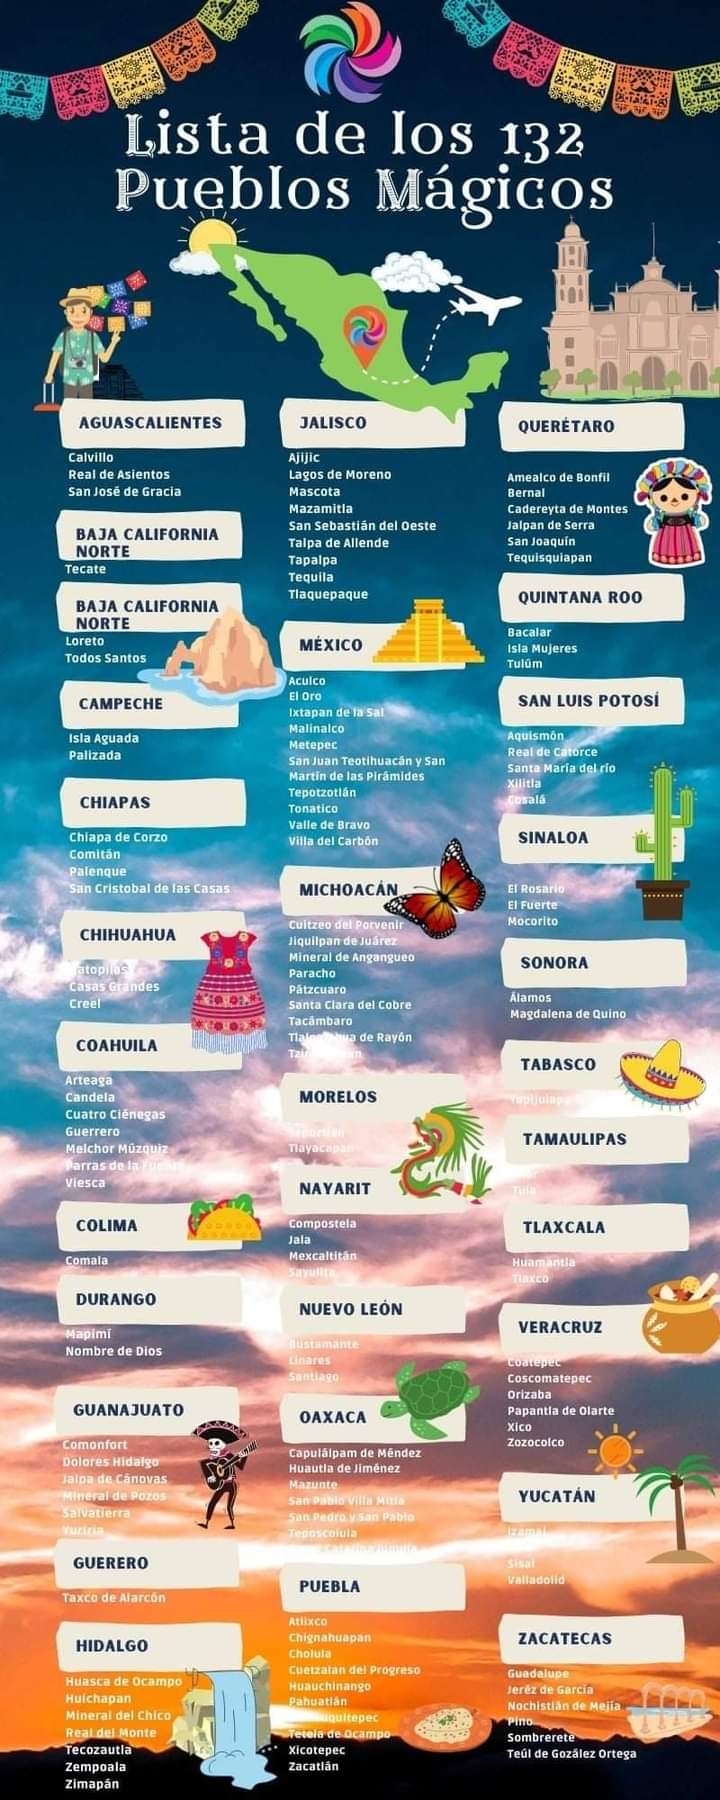 Lista de los 132
Pueblos Mágicos
AGUASCALIENTES
Calvillo
Real de Asientos
San José de Gracia
BAJA CALIFORNIA
NORTE
Tecate
BAJA CALIFORNIA
NORTE
Loreto
Todos Santos
CAMPECHE
Isla Aguada
Palizada
CHIAPAS
Chiapa de Corzo
Comitán
Palenque
San Cristobal de las Casas
CHIHUAHUA
Batopilas
Casas Grandes
Creel
COAHUILA
Arteaga
Candela
Cuatro Ciénegas
Guerrero
Melchor Múzquiz
Parras de la Fuente
Viesca
COLIMA
Comala
DURANGO
Mapimí
Nombre de Dios
GUANAJUATO
Comonfort
Dolores Hidalgo
Jalpa de Cánovas
Mineral de Pozos
Salvatierra
Yuriria
GUERERO
Taxco de Alarcón
HIDALGO
Huasca de Ocampo
Huichapan
Mineral del Chico
Real del Monte
Tecozautla
Zempoala
Zimapán
JALISCO
Ajijic
Lagos de Moreno
Mascota
Mazamitla
San Sebastián del Oeste
Talpa de Allende
Tapalpa
Tequila
Tlaquepaque
MÉXICO
Aculco
El Oro
Ixtapan de la Sal
Malinalco
Metepec
San Juan Teotihuacán y San
Martín de las Pirámides
Tepotzotlán
Tonatico
Valle de Bravo
Villa del Carbón
MICHOACÁN
Cuitzeo del Porvenir
Jiquilpan de Juárez
Mineral de Angangueo
Paracho
Pátzcuaro
Santa Clara del Cobre
Tacámbaro
de Rayón
MORELOS
Tlayacapan
NAYARIT
Compostela
Jala
Mexcaltitán
Sayulita
NUEVO LEÓN
Bustamante
Linares
Santiago
OAXACA
Capulálpam de Méndez
Huautla de Jiménez
Mazunte
San Pablo Villa Mitla
San Pedro y San Pablo
Teposcolula
PUEBLA
Atlixco
Chignahuapan
Cholula
Cuetzalan del Progreso
Huauchinango
Pahuatlán
Tetela de Ocampo
Xicotepec
Zacatlán
QUERÉTARO
Amealco de Bonfil
Bernal
Cadereyta de Montes
Jalpan de Serra
San Joaquín
Tequisquiapan
QUINTANA ROO
Bacalar
Isla Mujeres
Tulúm
SAN LUIS POTOSÍ
Aquismón
Real de Catorce
Santa María del río
Xilitla
Cosalá
SINALOA
El Rosario
El Fuerte
Mocorito
SONORA
Álamos
Magdalena de Quino
TABASCO
TAMAULIPAS
Tula
TLAXCALA
Huamantla
Tlaxco
VERACRUZ
Coatepec
Coscomatepec
Orizaba
Papantla de Olarte
Xico
Zozocolco
YUCATÁN
Izamal
Sisal
Valladolid
ZACATECAS
Guadalupe
Jeréz de García
Nochistlán de Mejía
Pino
Sombrerete
Teúl de Gozález Ortega